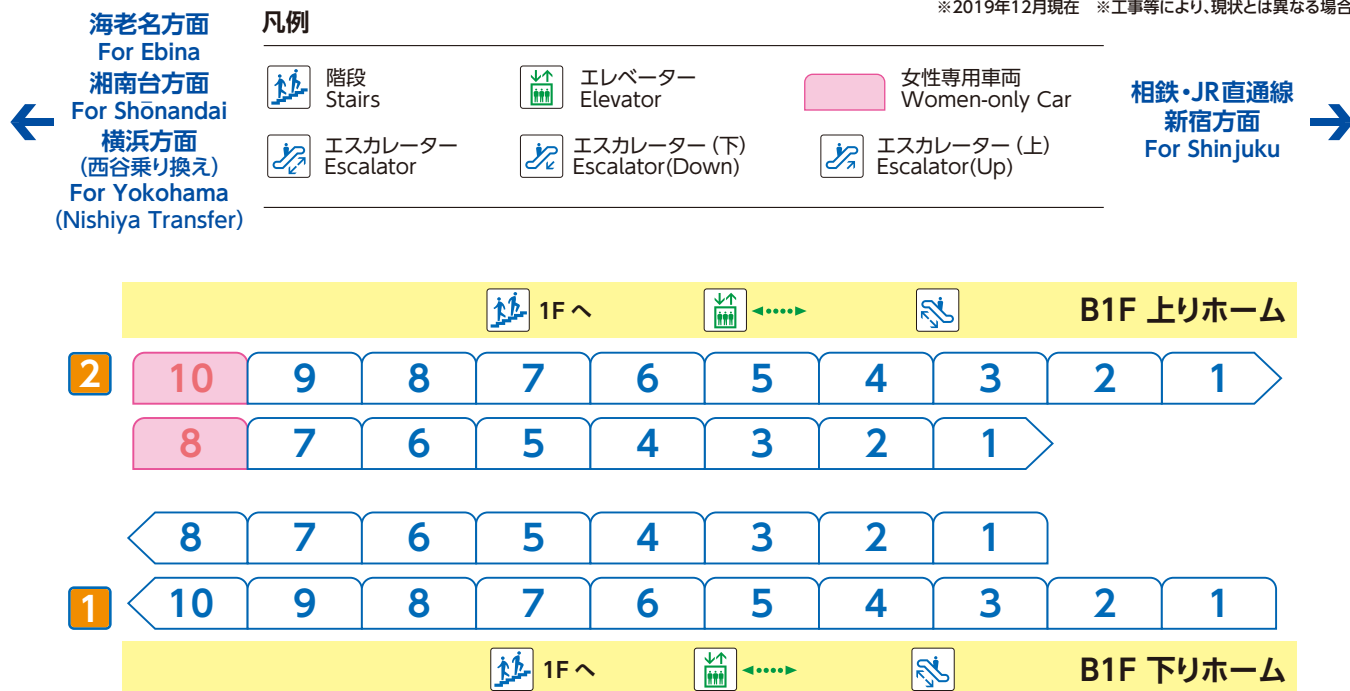 ※2019年12月現在　※工事等により、現状とは異なる場合
海老名方面
For Ebina
湘南台方面
For Shōnandai
横浜方面
（西谷乗り換え）
For Yokohama
(Nishiya Transfer)
凡例
階段
Stairs
エレベーター
Elevator
女性専用車両
Women-only Car
エスカレーター
Escalator
エスカレーター（下）
Escalator(Down)
エスカレーター（上）
Escalator(Up)
相鉄・JR直通線
新宿方面
For Shinjuku
1F へ
B1F 上りホーム
2 10 9 8 7 6 5 4 3 2 1
8 7 6 5 4 3 2 1
8 7 6 5 4 3 2 1
1 10 9 8 7 6 5 4 3 2 1
1F へ
B1F 下りホーム